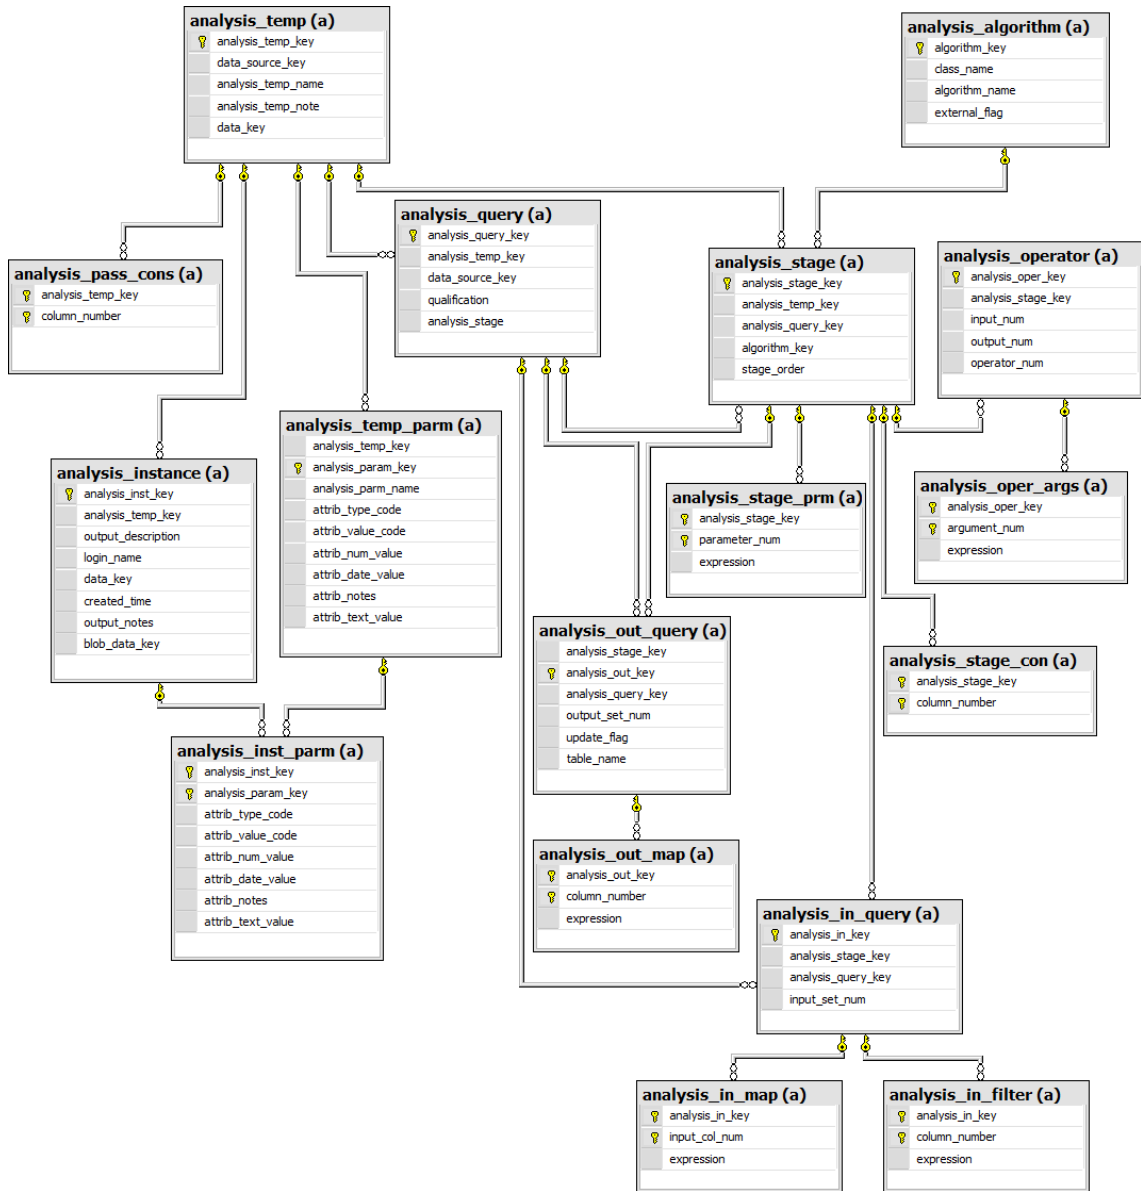 analysis_temp (a)
analysis_temp_key
data_source_key
analysis_temp_name
analysis_temp_note
data_key
analysis_algorithm (a)
algorithm_key
class_name
algorithm_name
external_flag
analysis_query (a)
analysis_query_key
analysis_temp_key
data_source_key
qualification
analysis_stage
analysis_pass_cons (a)
analysis_temp_key
column_number
analysis_stage (a)
analysis_stage_key
analysis_temp_key
analysis_query_key
algorithm_key
stage_order
analysis_operator (a)
analysis_oper_key
analysis_stage_key
input_num
output_num
operator_num
analysis_temp_parm (a)
analysis_temp_key
analysis_param_key
analysis_parm_name
attrib_type_code
attrib_value_code
attrib_num_value
attrib_date_value
attrib_notes
attrib_text_value
analysis_instance (a)
analysis_inst_key
analysis_temp_key
output_description
login_name
data_key
created_time
output_notes
blob_data_key
analysis_stage_prm (a)
analysis_stage_key
parameter_num
expression
analysis_oper_args (a)
analysis_oper_key
argument_num
expression
analysis_out_query (a)
analysis_stage_key
analysis_out_key
analysis_query_key
output_set_num
update_flag
table_name
analysis_stage_con (a)
analysis_stage_key
column_number
analysis_inst_parm (a)
analysis_inst_key
analysis_param_key
attrib_type_code
attrib_value_code
attrib_num_value
attrib_date_value
attrib_notes
attrib_text_value
analysis_out_map (a)
analysis_out_key
column_number
expression
analysis_in_query (a)
analysis_in_key
analysis_stage_key
analysis_query_key
input_set_num
analysis_in_map (a)
analysis_in_key
input_col_num
expression
analysis_in_filter (a)
analysis_in_key
column_number
expression